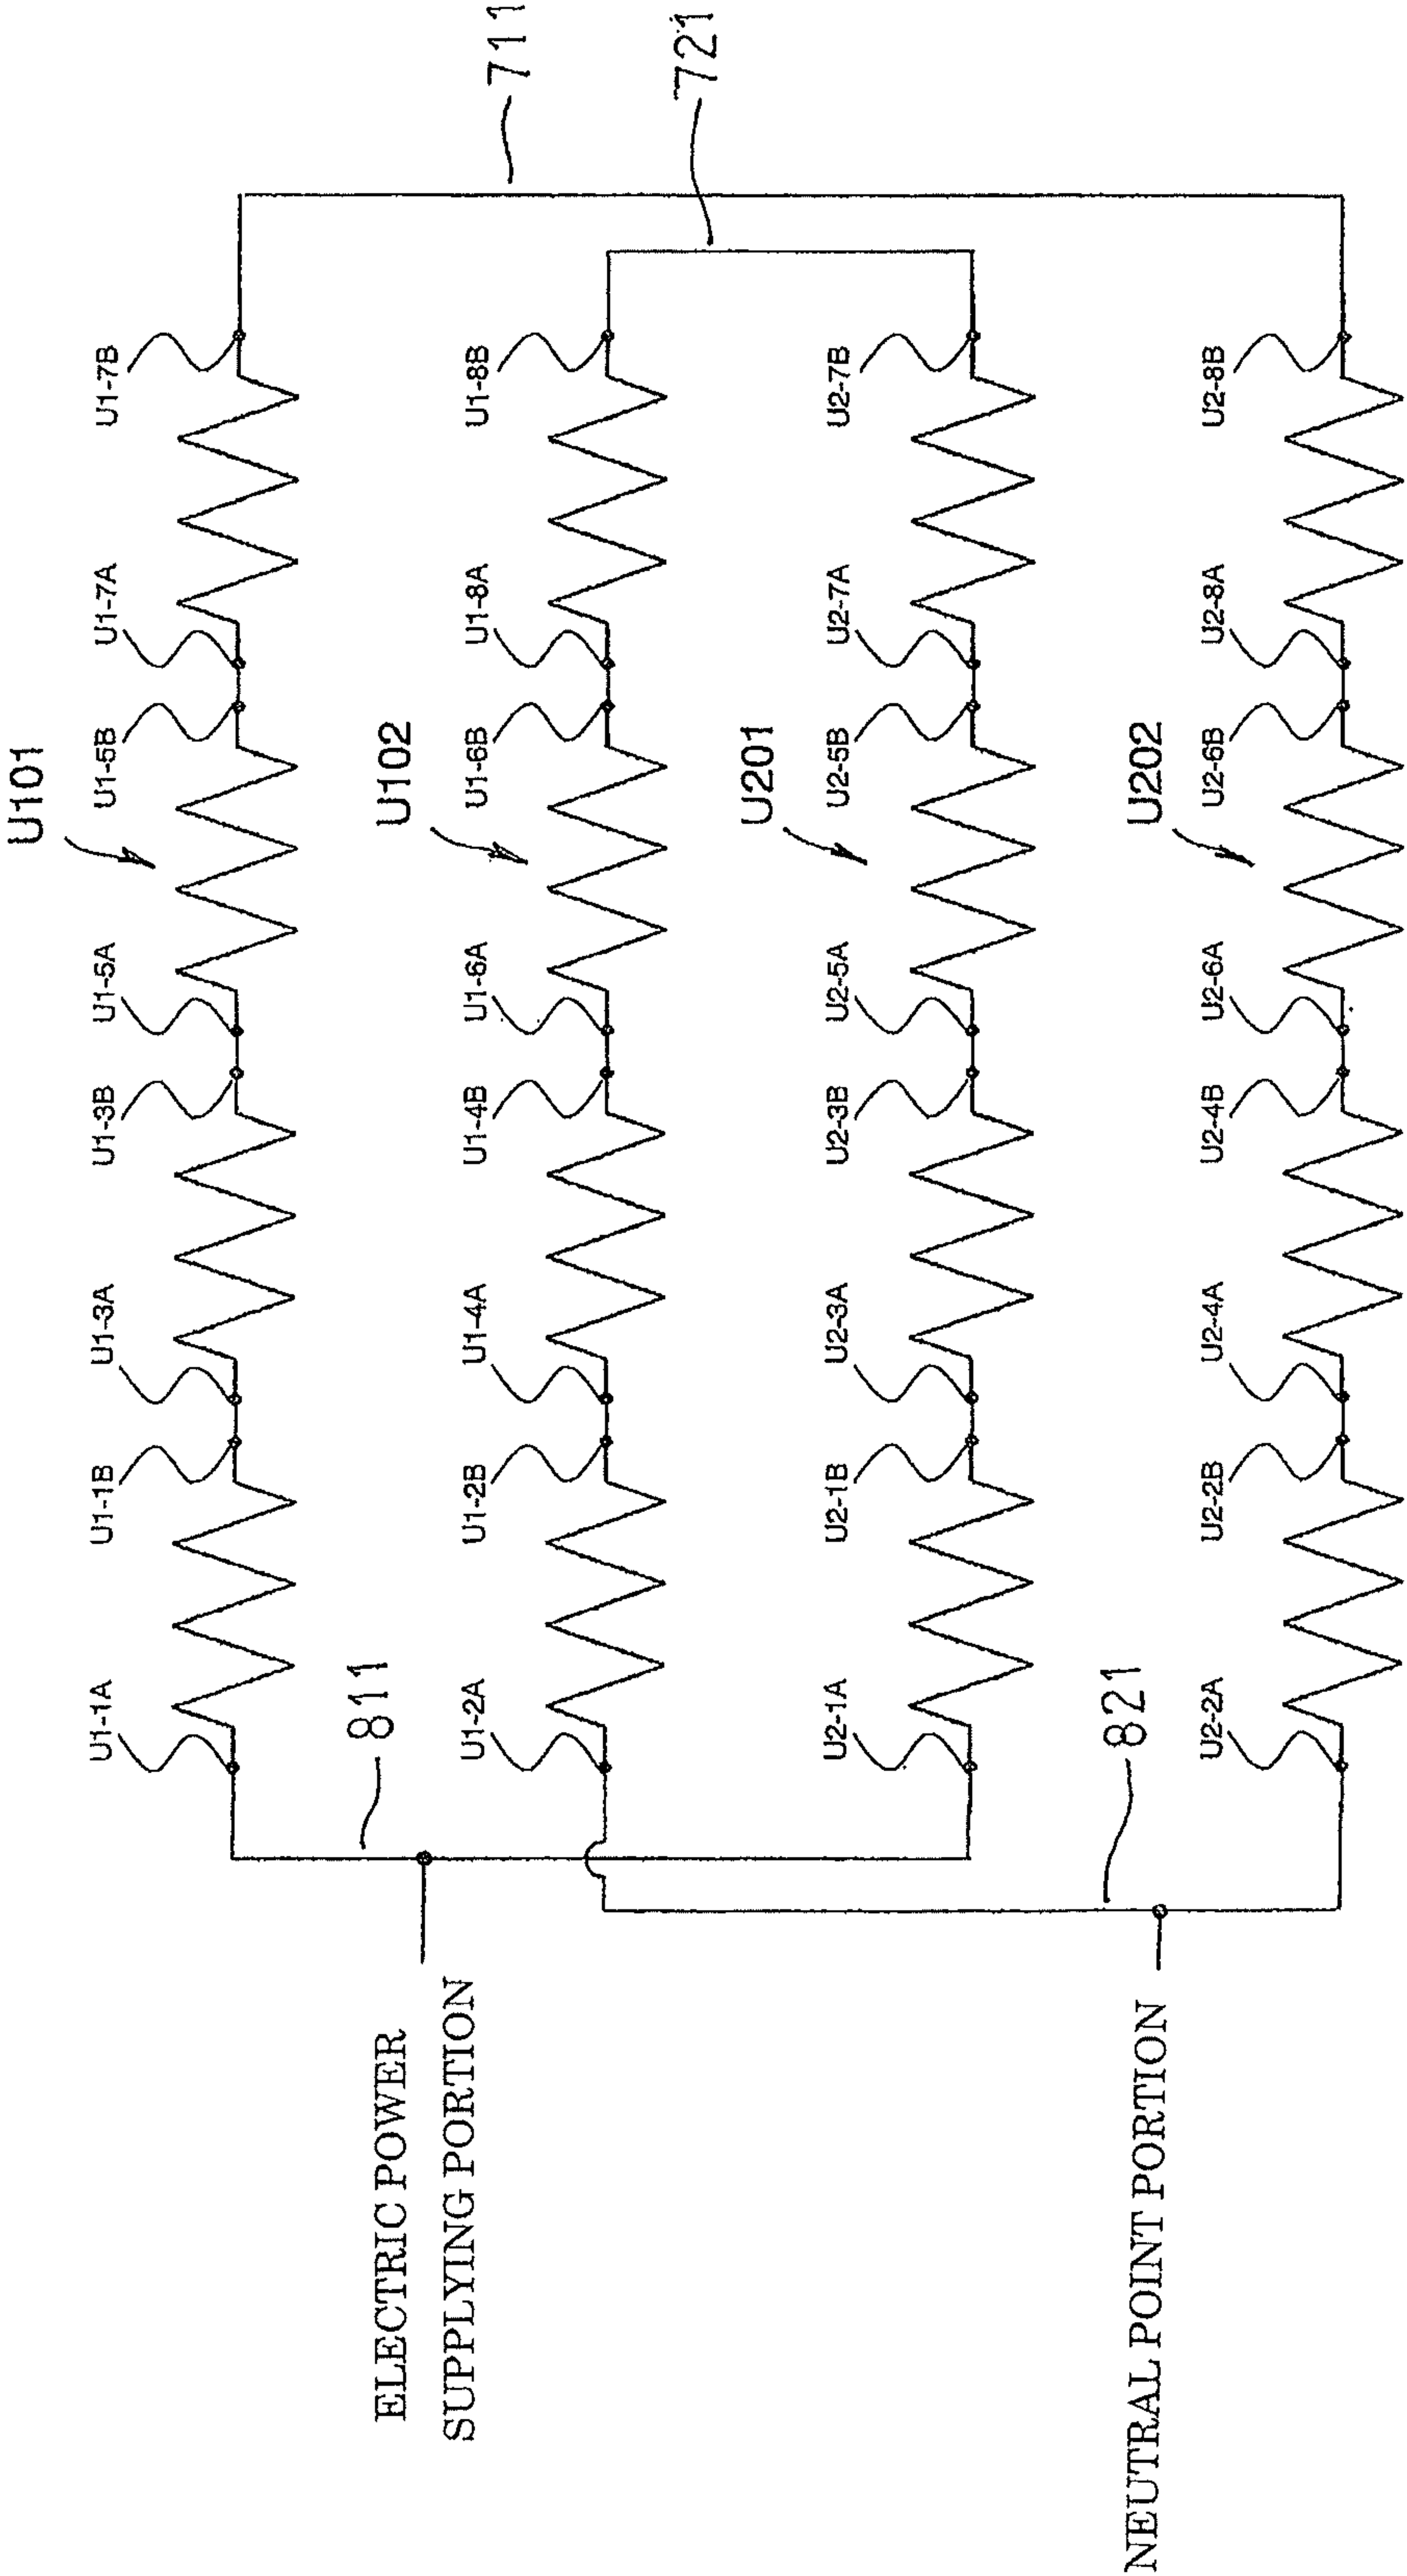 U101
U1-1A
U1-1B
U1-3A
U1-3B
U1-5A
U1-5B
U1-7A
U1-7B
711
811
U102
U1-2A
U1-2B
U1-4A
U1-4B
U1-6A
U1-6B
U1-8A
U1-8B
721
ELECTRIC POWER
SUPPLYING PORTION
U201
U2-1A
U2-1B
U2-3A
U2-3B
U2-5A
U2-5B
U2-7A
U2-7B
821
NEUTRAL POINT PORTION
U202
U2-2A
U2-2B
U2-4A
U2-4B
U2-6A
U2-6B
U2-8A
U2-8B